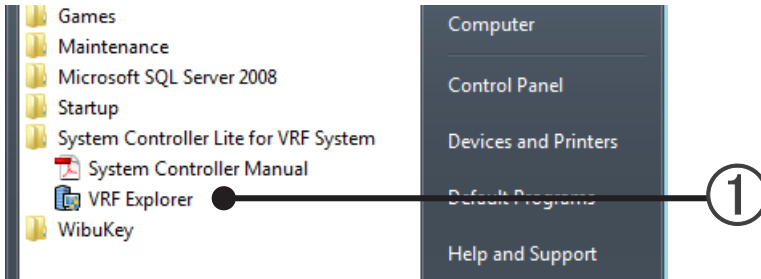 Games
Maintenance
Microsoft SQL Server 2008
Startup
System Controller Lite for VRF System
System Controller Manual
VRF Explorer
WibuKey
Computer
Control Panel
Devices and Printers
Default Programs
Help and Support
①